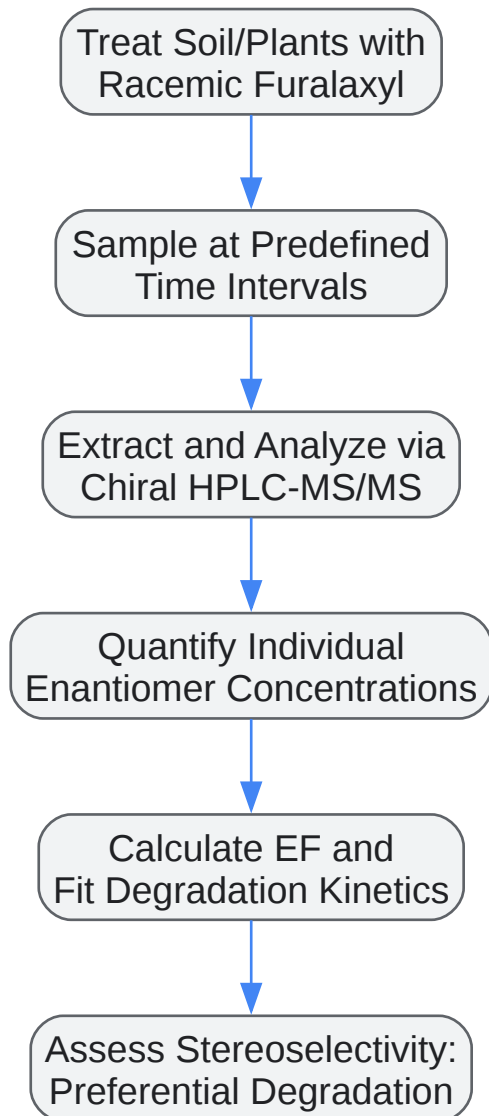 Treat Soil/Plants with
Racemic Furalaxyl
Sample at Predefined
Time Intervals
Extract and Analyze via
Chiral HPLC-MS/MS
Quantify Individual
Enantiomer Concentrations
Calculate EF and
Fit Degradation Kinetics
Assess Stereoselectivity:
Preferential Degradation